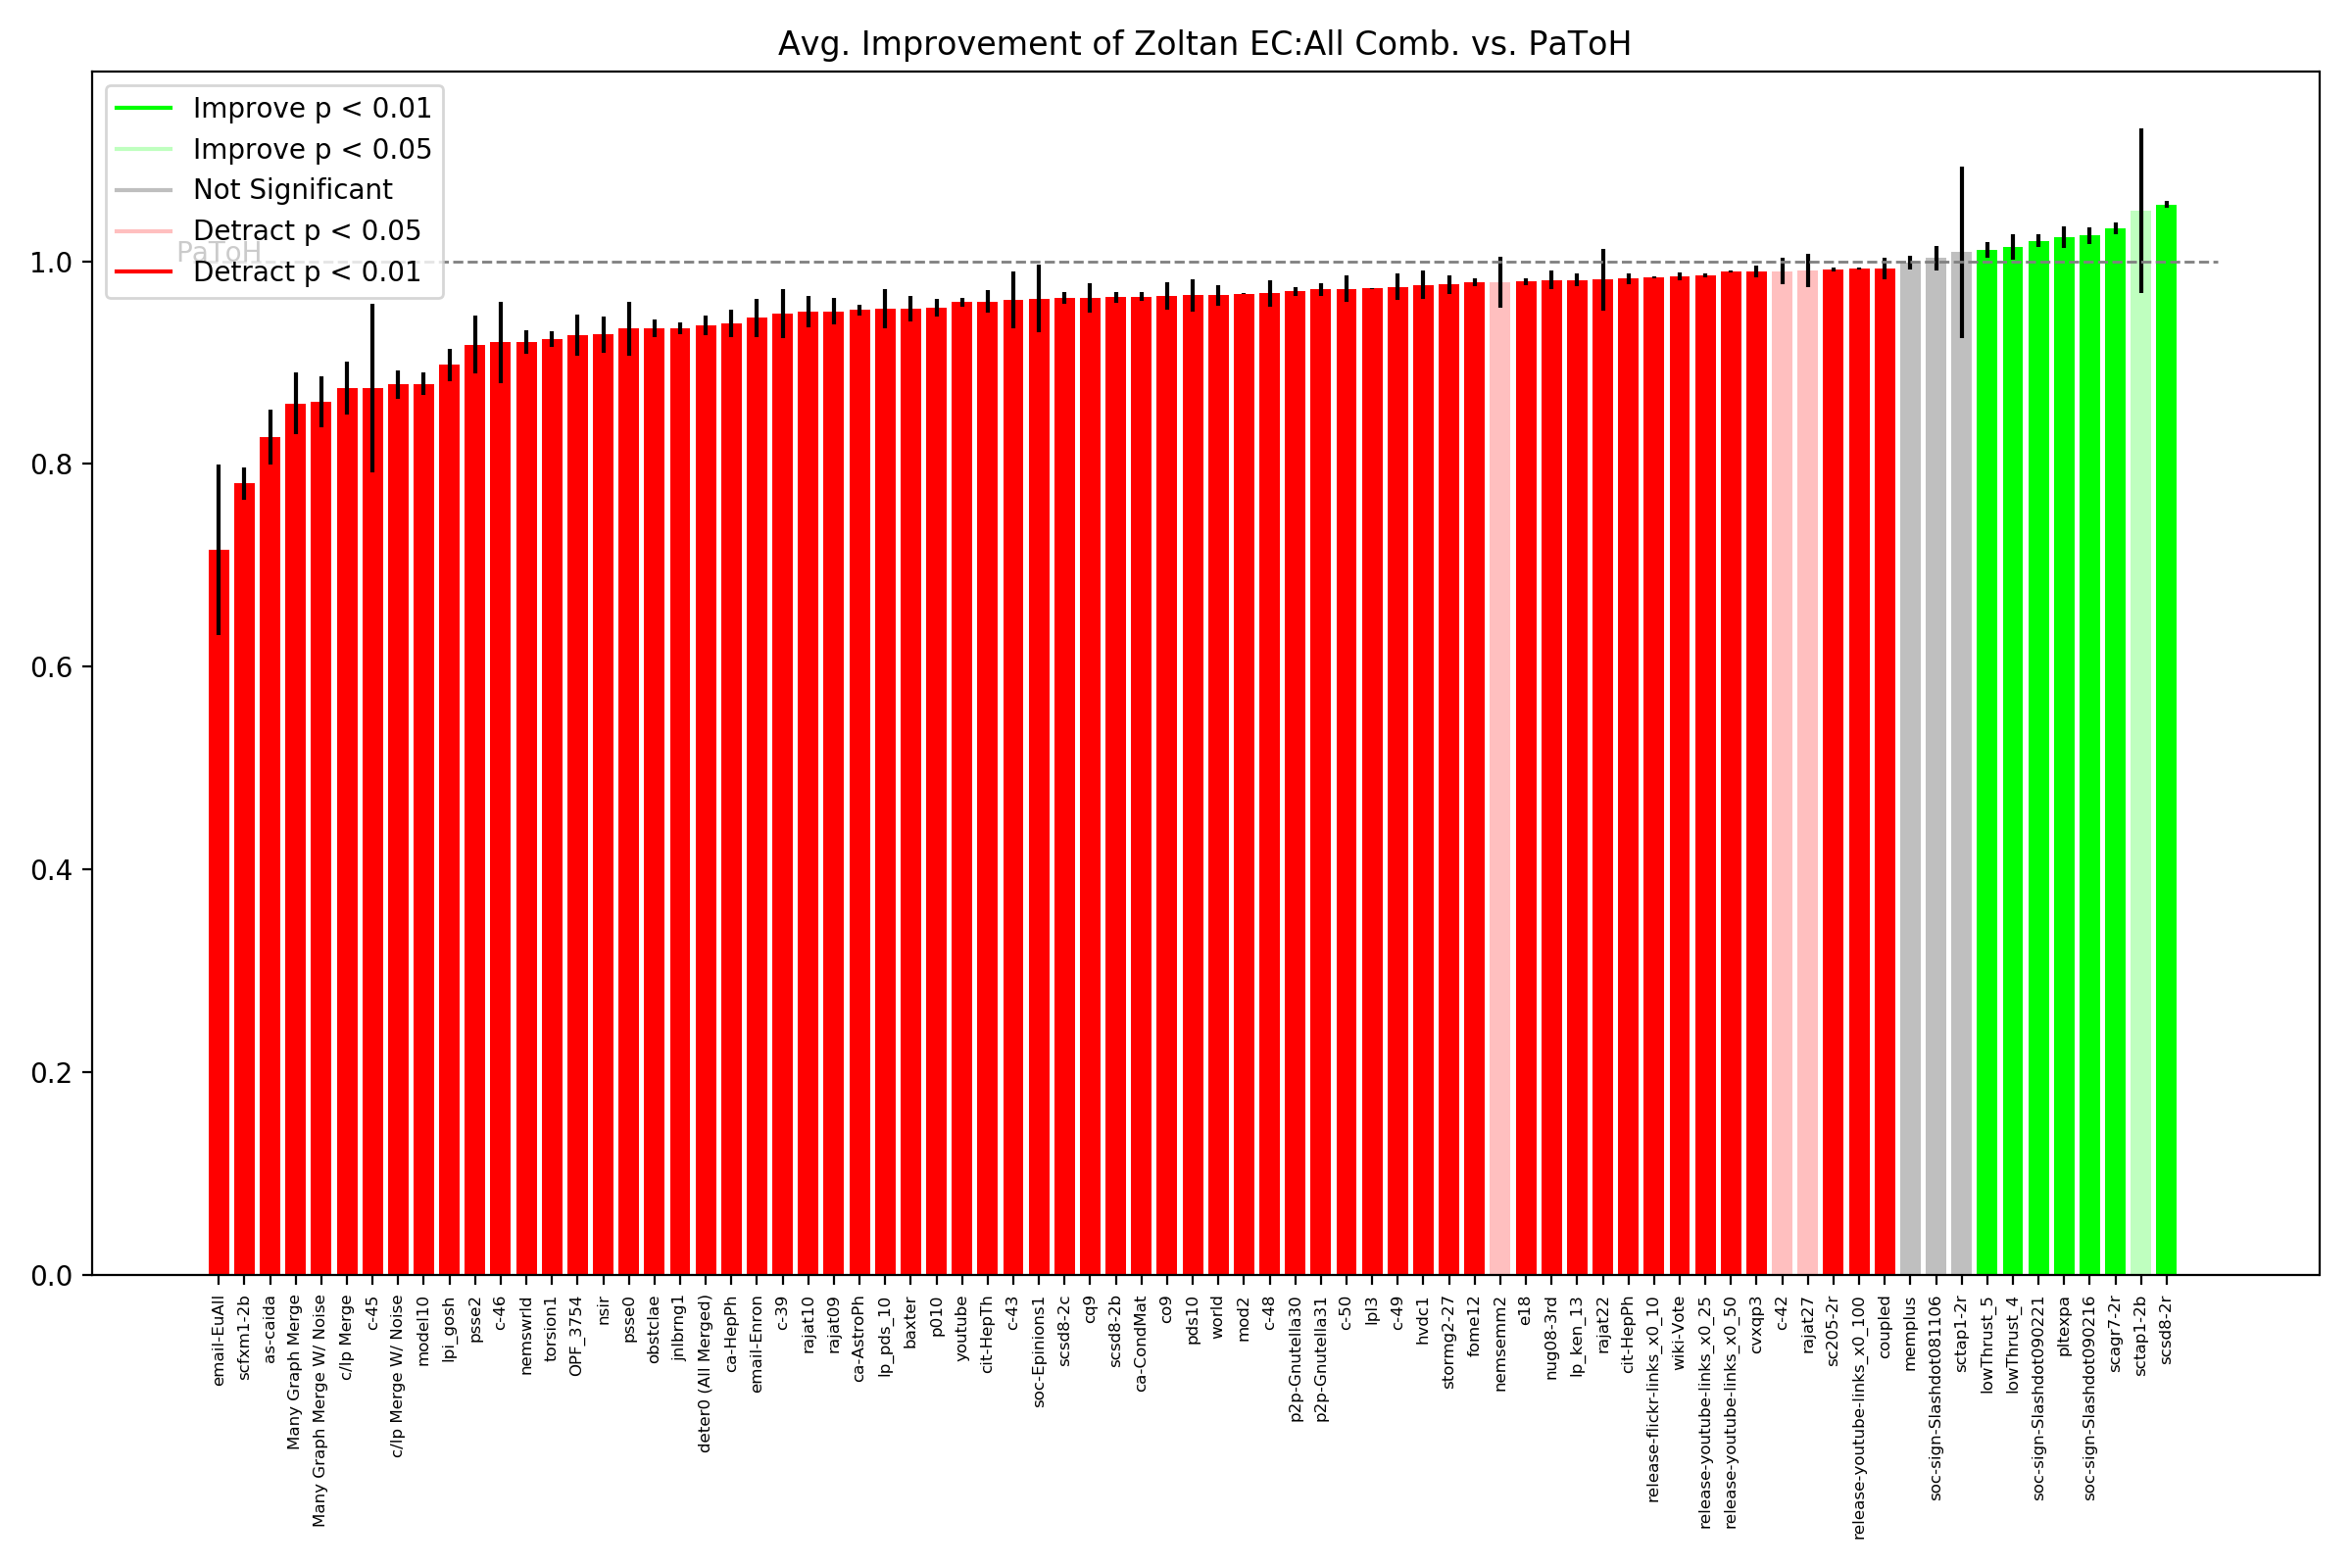 Avg. Improvement of Zoltan EC:All Comb. vs. PaToH
Improve p < 0.01
Improve p < 0.05
Not Significant
Detract p < 0.05
PaToH
Detract p < 0.01
1.0
0.8
0.6
0.4
0.2
0.0
email-EuAll
scfxm1-2b
as-caida
Many Graph Merge
Many Graph Merge W/ Noise
c/lp Merge
c-45
c/lp Merge W/ Noise
model10
lpi_gosh
psse2
c-46
nemswrld
torsion1
OPF_3754
nsir
psse0
obstclae
jnlbrng1
deter0 (All Merged)
ca-HepPh
email-Enron
c-39
rajat10
rajat09
ca-AstroPh
lp_pds_10
baxter
p010
youtube
cit-HepTh
c-43
soc-Epinions1
scsd8-2c
cq9
scsd8-2b
ca-CondMat
co9
pds10
world
mod2
c-48
p2p-Gnutella30
p2p-Gnutella31
c-50
lpl3
c-49
hvdc1
stormg2-27
fome12
nemsemm2
e18
nug08-3rd
lp_ken_13
rajat22
cit-HepPh
release-flickr-links_x0_10
wiki-Vote
release-youtube-links_x0_25
release-youtube-links_x0_50
cvxqp3
c-42
rajat27
sc205-2r
release-youtube-links_x0_100
coupled
memplus
soc-sign-Slashdot081106
sctap1-2r
lowThrust_5
lowThrust_4
soc-sign-Slashdot090221
pltexpa
soc-sign-Slashdot090216
scagr7-2r
sctap1-2b
scsd8-2r